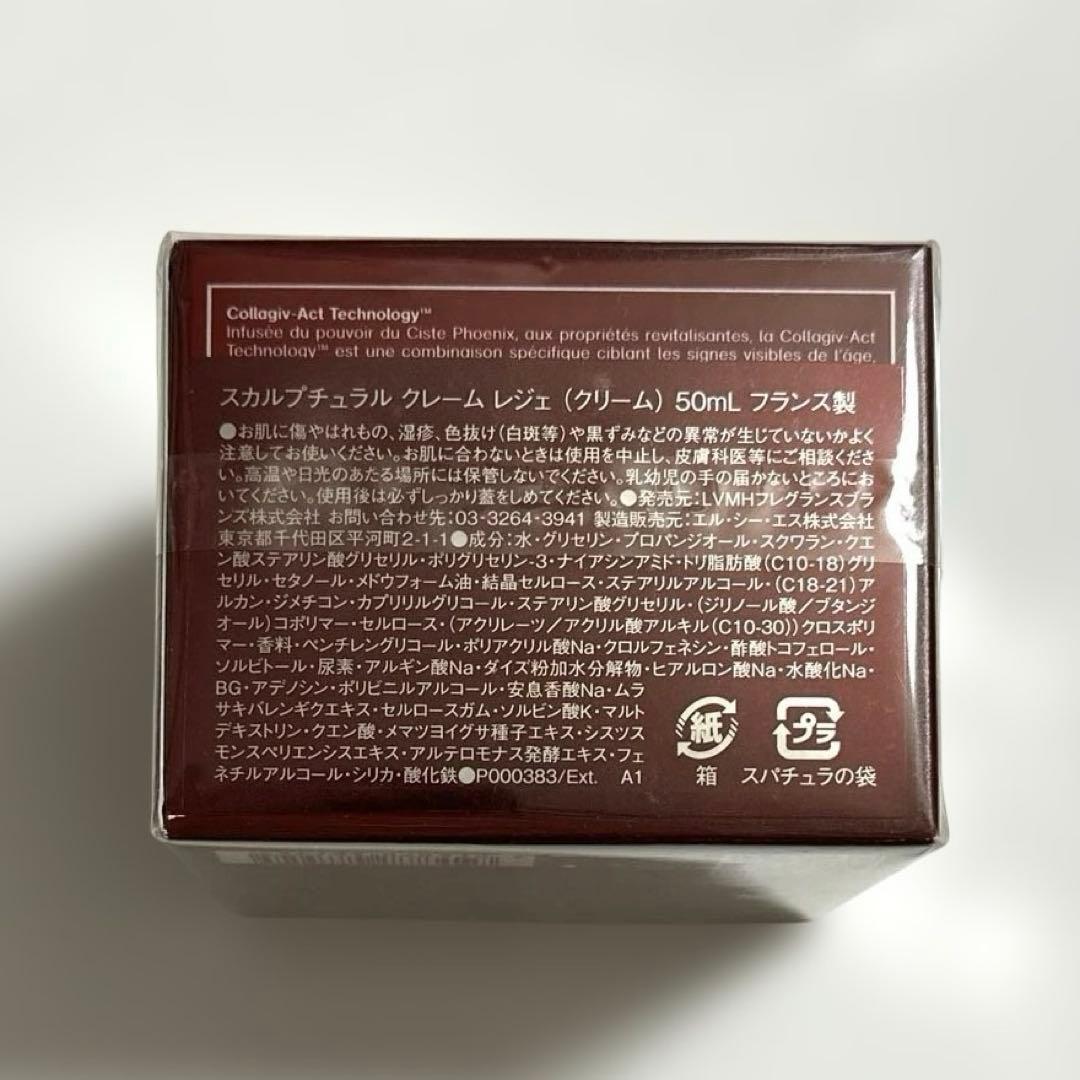 Collagiv-Act Technology™
Infusée du pouvoir du Ciste Phoenix, aux propriétés revitalisantes, la Collagiv-Act
Technology™ est une combinaison spécifique ciblant les signes visibles de l'âge,
スカルプチュラル クレーム レジェ（クリーム）50mL フランス製
●お肌に傷やはれもの、湿疹、色抜け（白斑等）や黒ずみなどの異常が生じていないかよく
注意してお使いください。お肌に合わないときは使用を中止し、皮膚科医等にご相談くださ
い。高温や日光のあたる場所には保管しないでください。乳幼児の手の届かないところにお
いてください。使用後は必ずしっかり蓋をしめてください。●発売元：LVMHフレグランスブラ
ンズ株式会社 お問い合わせ先：03-3264-3941 製造販売元：エル・シー・エス株式会社
東京都千代田区平河町2-1-1●成分：水・グリセリン・プロパンジオール・スクワラン・クエ
ン酸ステアリン酸グリセリル・ポリグリセリン-3・ナイアシンアミド・トリ脂肪酸（C10-18）グリ
セリル・セタノール・メドウフォーム油・結晶セルロース・ステアリルアルコール・（C18-21）ア
ルカン・ジメチコン・カプリリルグリコール・ステアリン酸グリセリル・（ジリノール酸／ブタンジ
オール）コポリマー・セルロース・（アクリレーツ／アクリル酸アルキル（C10-30））クロスポリ
マー・香料・ペンチレングリコール・ポリアクリル酸Na・クロルフェネシン・酢酸トコフェロール・
ソルビトール・尿素・アルギン酸Na・ダイズ粉加水分解物・ヒアルロン酸Na・水酸化Na・
BG・アデノシン・ポリビニルアルコール・安息香酸Na・ムラ
サキバレンギクエキス・セルロースガム・ソルビン酸K・マルト
デキストリン・クエン酸・メマツヨイグサ種子エキス・シスツス
モンスペリエンシスエキス・アルテロモナス発酵エキス・フェ
ネチルアルコール・シリカ・酸化鉄●P000383/Ext. A1
紙 プラ
箱 スパチュラの袋